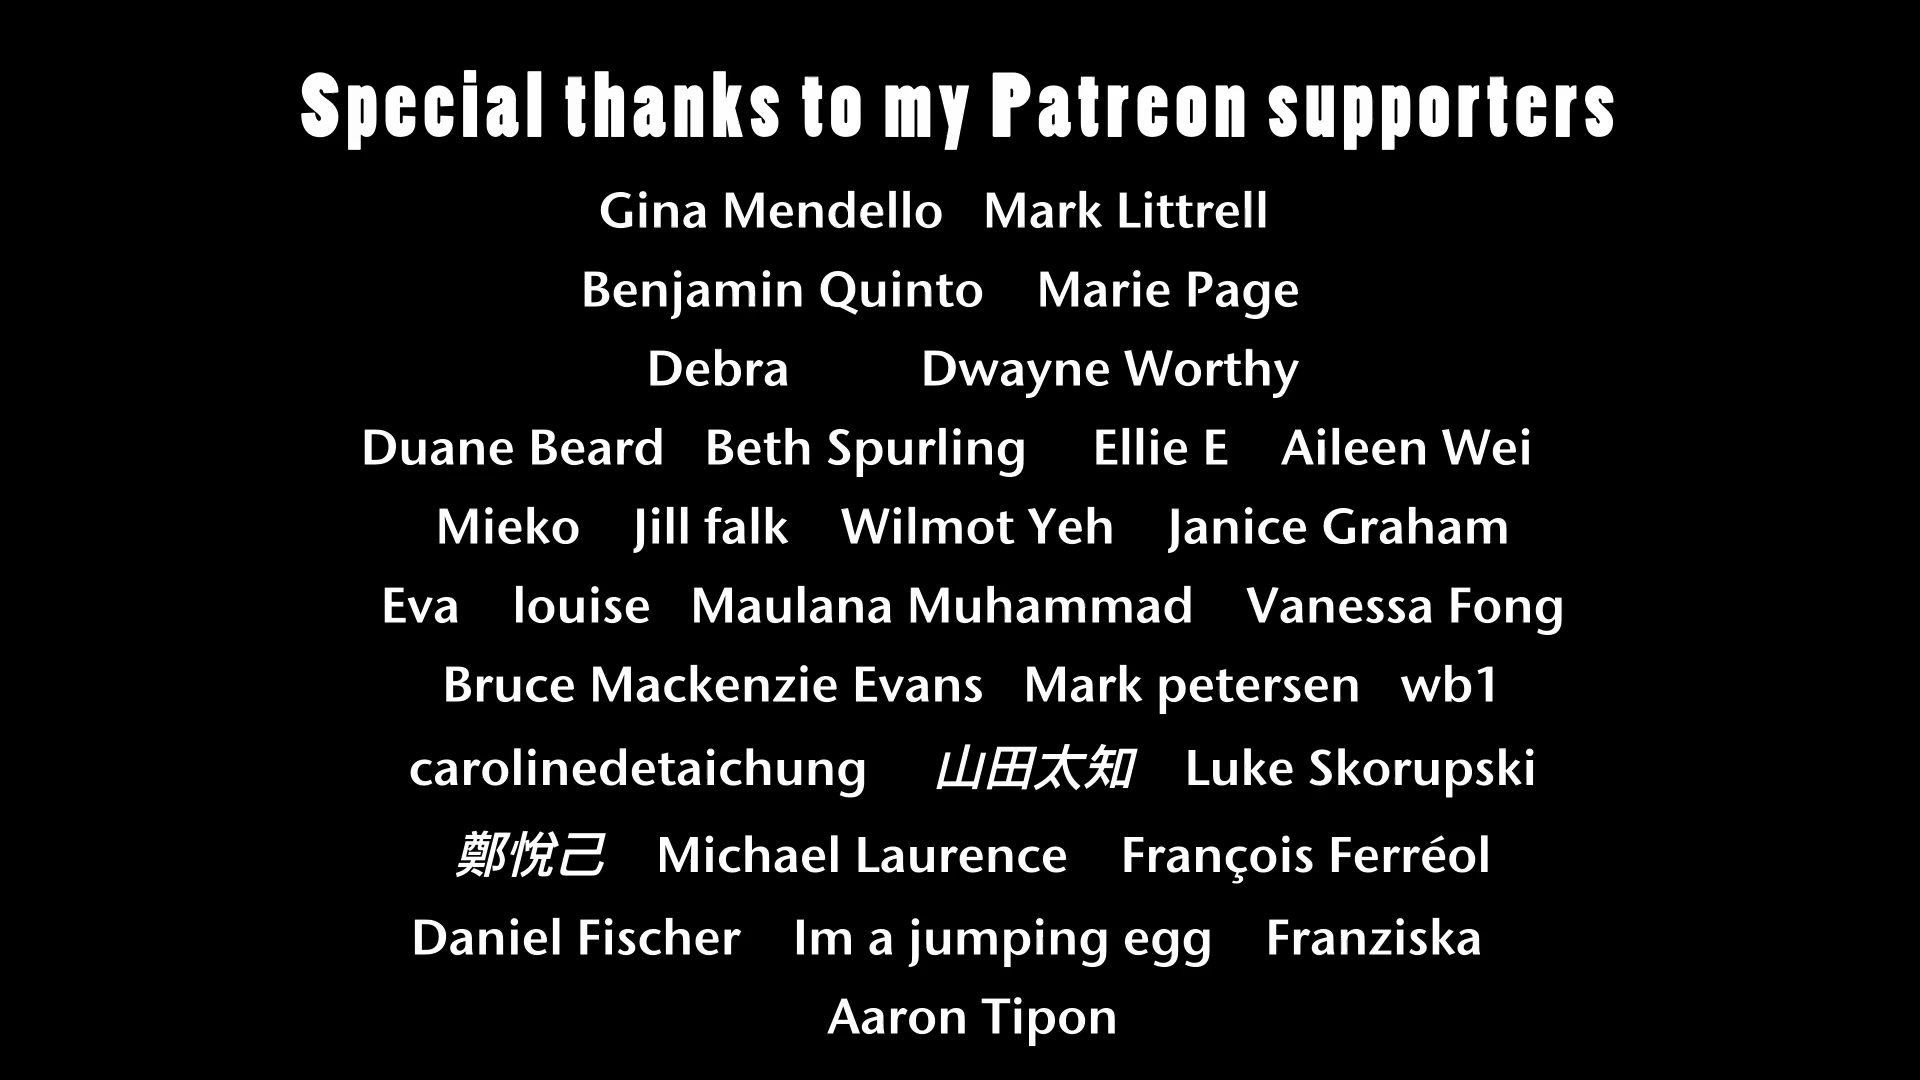 Special thanks to my Patreon supporters
Gina Mendello Mark Littrell
Benjamin Quinto Marie Page
Debra Dwayne Worthy
Duane Beard Beth Spurling Ellie E Aileen Wei
Mieko Jill falk Wilmot Yeh Janice Graham
Eva louise Maulana Muhammad Vanessa Fong
Bruce Mackenzie Evans Mark petersen wb1
carolinedetaichung 山田太知 Luke Skorupski
鄭悅己 Michael Laurence François Ferréol
Daniel Fischer Im a jumping egg Franziska
Aaron Tipon